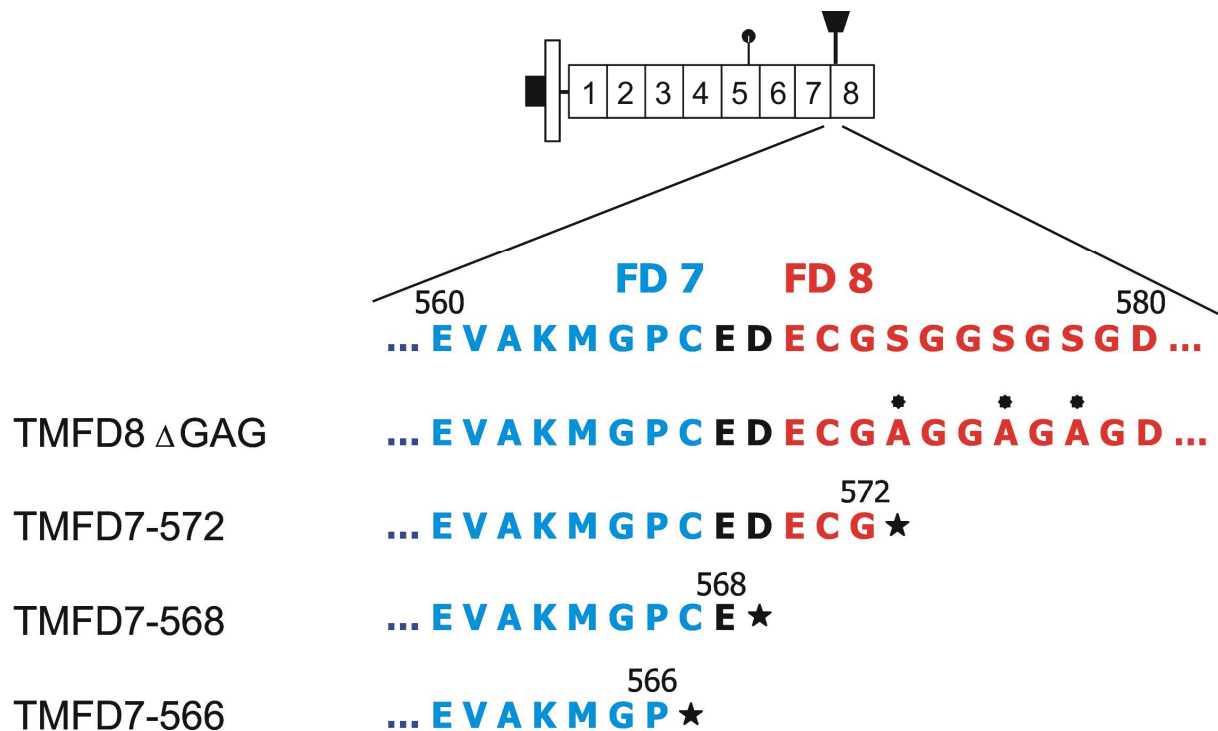 1 2 3 4 5 6 7 8
FD 7 FD 8
560 580
... E V A K M G P C E D E C G S G G S G S G D ...
TMFD8 Δ GAG ... E V A K M G P C E D E C G A G G A G A G D ...
572
TMFD7-572 ... E V A K M G P C E D E C G ★
568
TMFD7-568 ... E V A K M G P C E ★
566
TMFD7-566 ... E V A K M G P ★